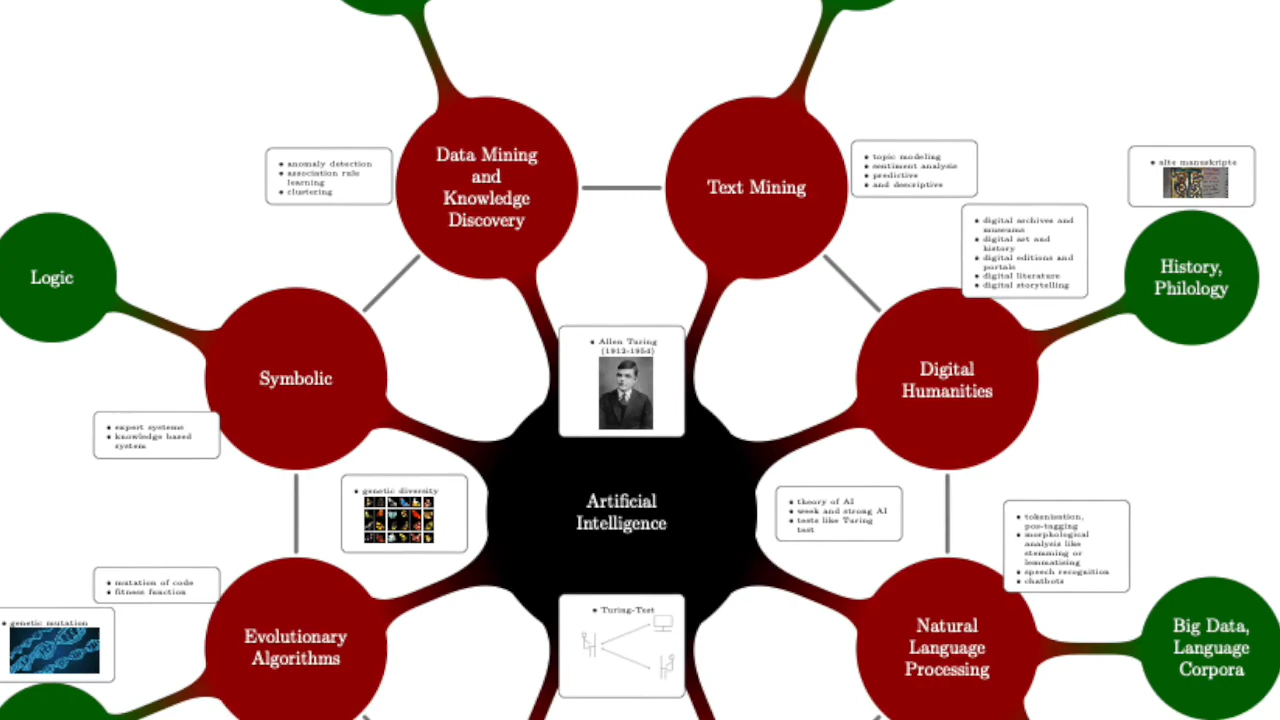 Data Mining
and
Knowledge
Discovery
Text Mining
• anomaly detection
• association rule
learning
• clustering
• topic modeling
• sentiment analysis
• predictive
• and descriptive
• alte manuskripte
• digital archives and
museums
• digital art and
history
• digital editions and
portals
• digital literature
• digital storytelling
Logic
History,
Philology
• Allen Turing
(1912-1954)
Symbolic
Digital
Humanities
• expert systems
• knowledge based
system
• genetic diversity
Artificial
Intelligence
• theory of AI
• week and strong AI
• tests like Turing
test
• tokenisation,
pos-tagging
• morphological
analysis like
stemming or
lemmatising
• speech recognition
• chatbots
• mutation of code
• fitness function
• genetic mutation
Evolutionary
Algorithms
• Turing-Test
Natural
Language
Processing
Big Data,
Language
Corpora